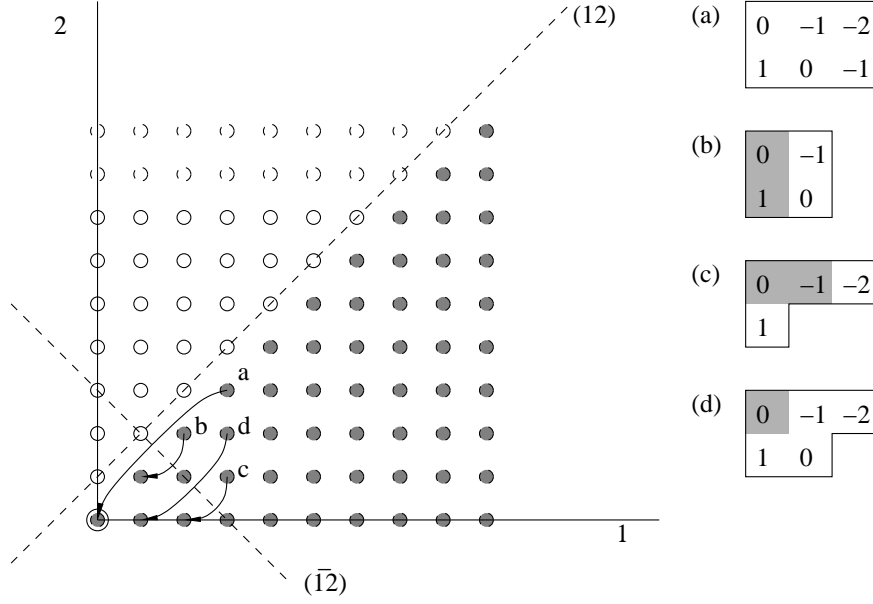 2
(12)
a
b
d
c
1
(1̅2)
(a)
0 –1 –2
1 0 –1
(b)
0 –1
1 0
(c)
0 –1 –2
1
(d)
0 –1 –2
1 0